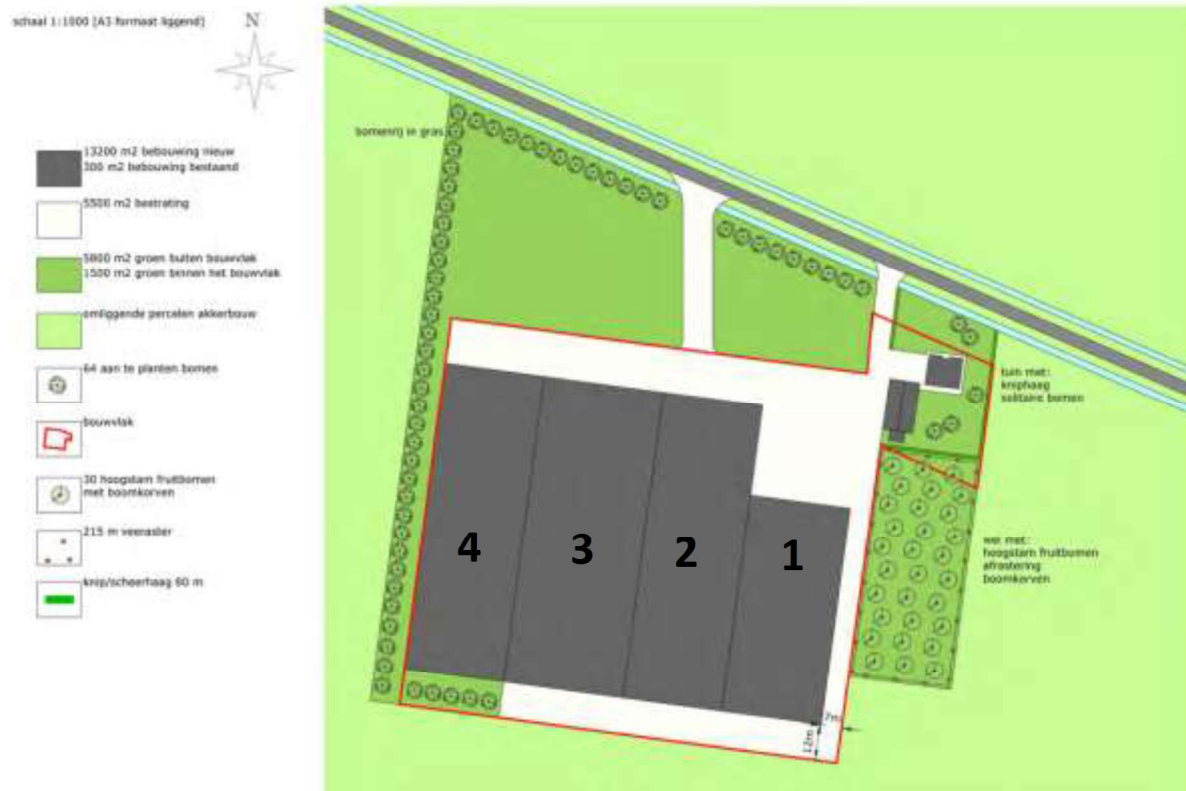 schaal 1:1000 [A3 formaat liggend]
N
13200 m2 bebouwing nieuw
300 m2 bebouwing bestaand
5500 m2 bestrating
5800 m2 groen buiten bouwvlak
1500 m2 groen binnen het bouwvlak
omliggende percelen akkerbouw
64 aan te planten bomen
bouwvlak
30 hoogstam fruitbomen
met boomkorven
215 m veeraster
knip/scheerhaag 60 m
bomenrij in gras
tuin met:
kniphaeg
solitaire bomen
4
3
2
1
wei met:
hoogstam fruitbomen
afrastering
boomkorven
7m
12m